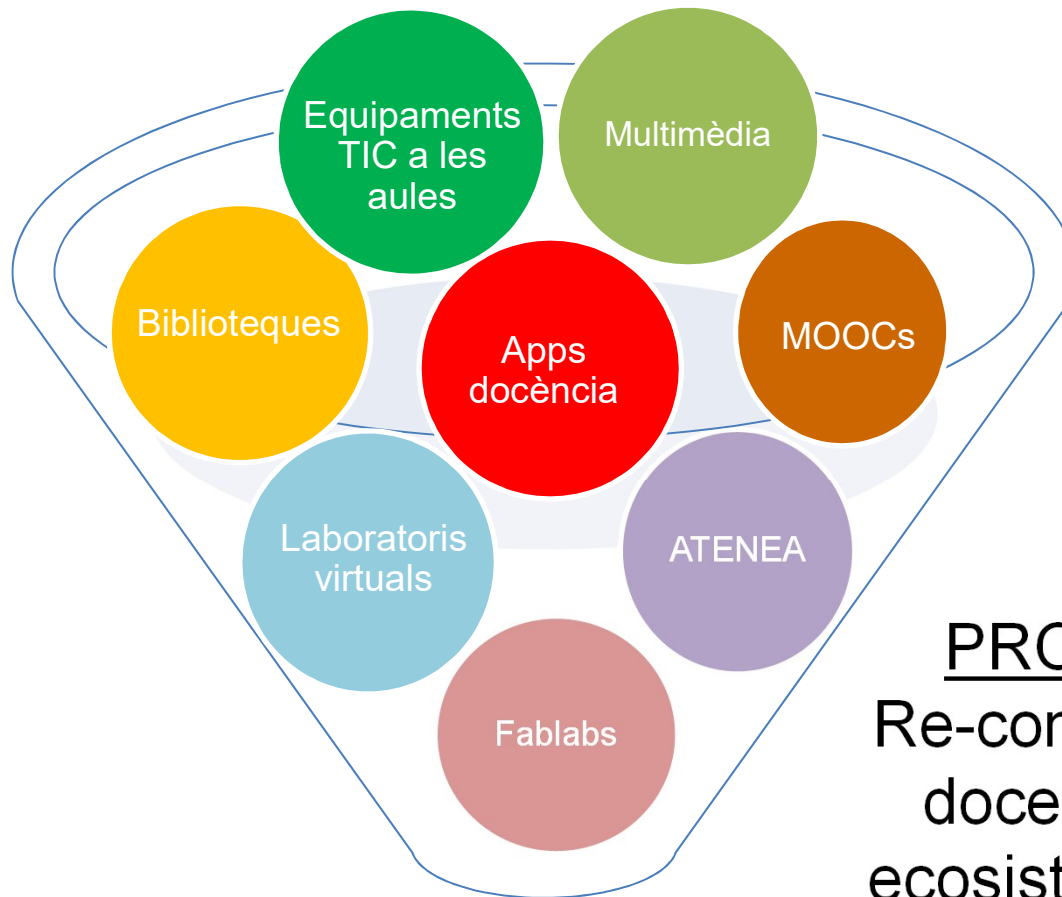 Equipaments
TIC a les
aules
Multimèdia
Biblioteques
Apps
docència
MOOCs
Laboratoris
virtuals
ATENEA
Fablabs